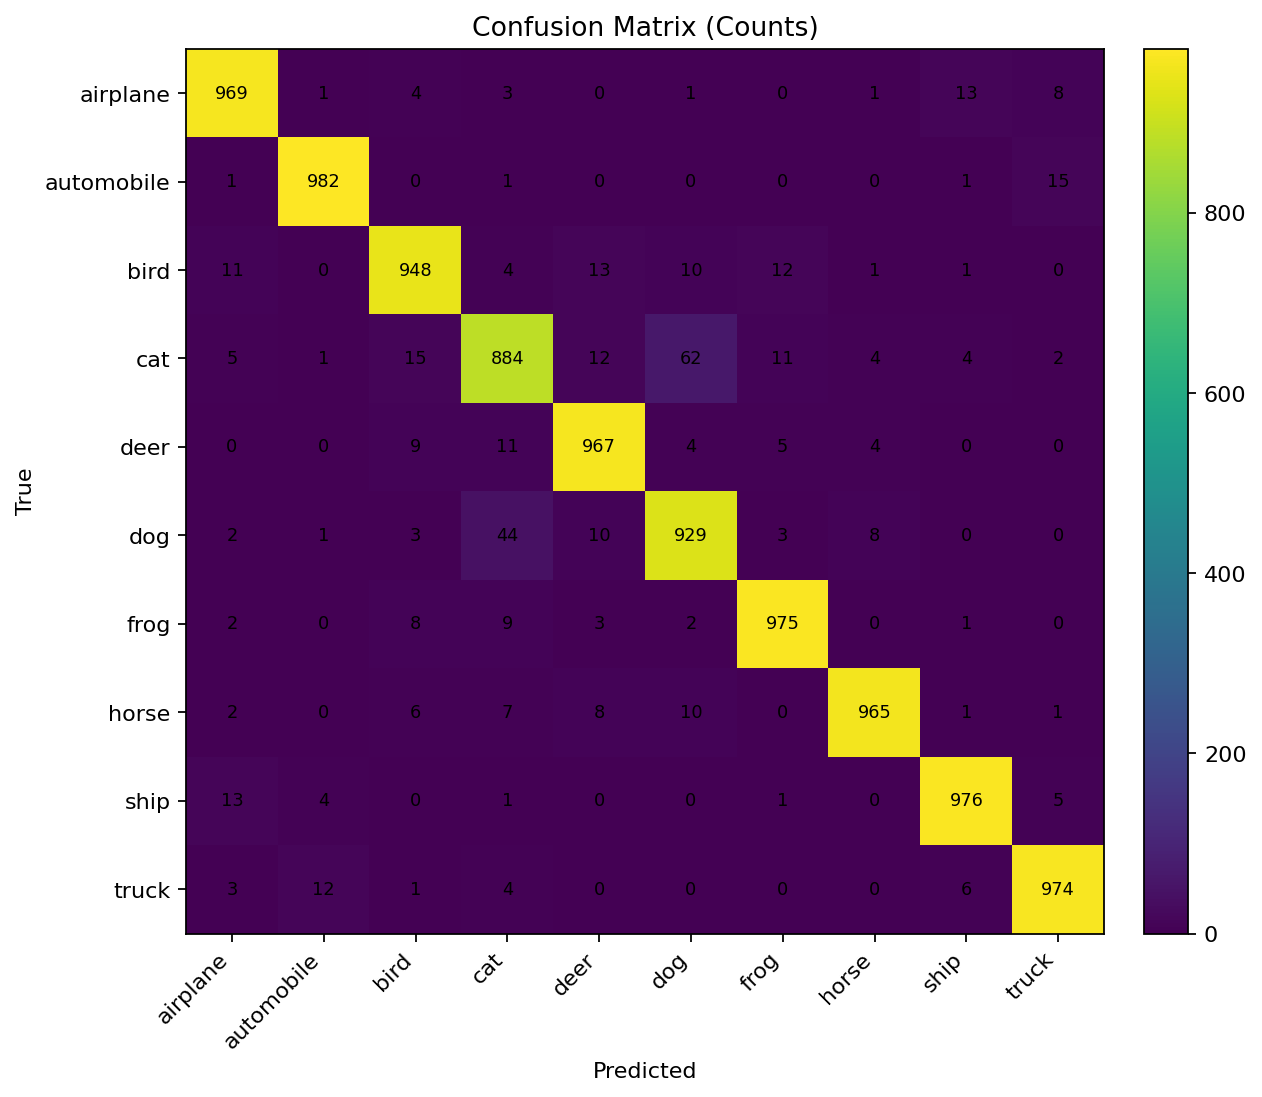 Confusion Matrix (Counts)
airplane 969 1 4 3 0 1 0 1 13 8
automobile 1 982 0 1 0 0 0 0 1 15
bird 11 0 948 4 13 10 12 1 1 0
cat 5 1 15 884 12 62 11 4 4 2
deer 0 0 9 11 967 4 5 4 0 0
dog 2 1 3 44 10 929 3 8 0 0
frog 2 0 8 9 3 2 975 0 1 0
horse 2 0 6 7 8 10 0 965 1 1
ship 13 4 0 1 0 0 1 0 976 5
truck 3 12 1 4 0 0 0 0 6 974
airplane automobile bird cat deer dog frog horse ship truck
Predicted
True
800
600
400
200
0